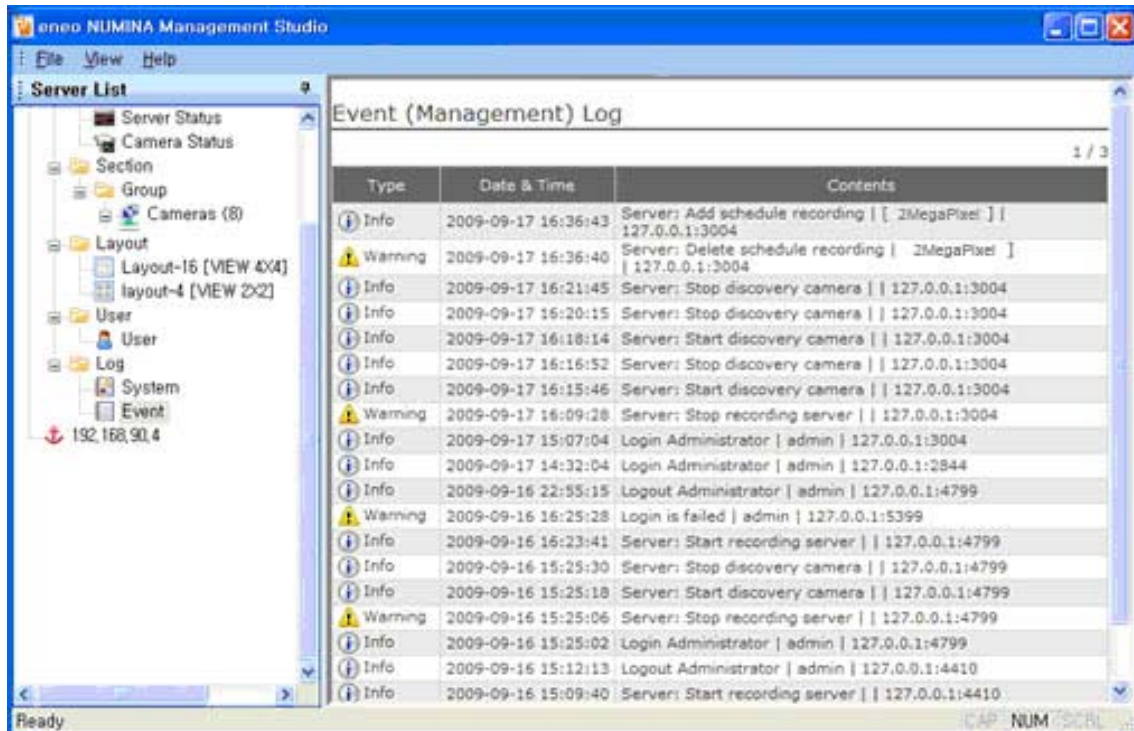 eneo NUMINA Management Studio
File View Help
Server List
Server Status
Camera Status
Section
Group
Cameras (8)
Layout
Layout-16 [VIEW 4X4]
layout-4 [VIEW 2X2]
User
User
Log
System
Event
192.168.90.4
Event (Management) Log
1 / 3
Type Date & Time Contents
Info 2009-09-17 16:36:43 Server: Add schedule recording | [ 2MegaPixel ] |
127.0.0.1:3004
Warning 2009-09-17 16:36:40 Server: Delete schedule recording | 2MegaPixel ]
| 127.0.0.1:3004
Info 2009-09-17 16:21:45 Server: Stop discovery camera | | 127.0.0.1:3004
Info 2009-09-17 16:20:15 Server: Stop discovery camera | | 127.0.0.1:3004
Info 2009-09-17 16:18:14 Server: Start discovery camera | | 127.0.0.1:3004
Info 2009-09-17 16:16:52 Server: Stop discovery camera | | 127.0.0.1:3004
Info 2009-09-17 16:15:46 Server: Start discovery camera | | 127.0.0.1:3004
Warning 2009-09-17 16:09:28 Server: Stop recording server | | 127.0.0.1:3004
Info 2009-09-17 15:07:04 Login Administrator | admin | 127.0.0.1:3004
Info 2009-09-17 14:32:04 Login Administrator | admin | 127.0.0.1:2844
Info 2009-09-16 22:55:15 Logout Administrator | admin | 127.0.0.1:4799
Warning 2009-09-16 16:25:28 Login is failed | admin | 127.0.0.1:5399
Info 2009-09-16 16:23:41 Server: Start recording server | | 127.0.0.1:4799
Info 2009-09-16 15:25:30 Server: Stop discovery camera | | 127.0.0.1:4799
Info 2009-09-16 15:25:18 Server: Start discovery camera | | 127.0.0.1:4799
Warning 2009-09-16 15:25:06 Server: Stop recording server | | 127.0.0.1:4799
Info 2009-09-16 15:25:02 Login Administrator | admin | 127.0.0.1:4799
Info 2009-09-16 15:12:13 Logout Administrator | admin | 127.0.0.1:4410
Info 2009-09-16 15:09:40 Server: Start recording server | | 127.0.0.1:4410
Ready CAP NUM SCRL